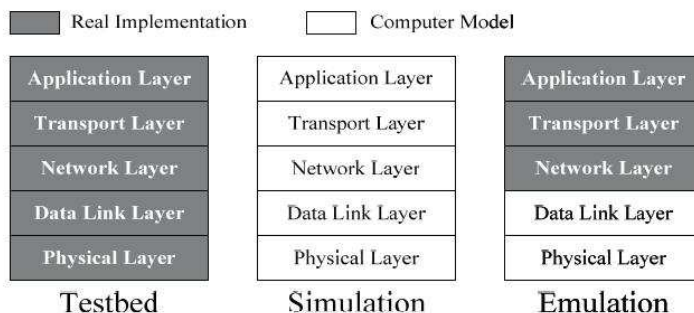 Real Implementation
Computer Model
Application Layer
Transport Layer
Network Layer
Data Link Layer
Physical Layer
Testbed
Application Layer
Transport Layer
Network Layer
Data Link Layer
Physical Layer
Simulation
Application Layer
Transport Layer
Network Layer
Data Link Layer
Physical Layer
Emulation